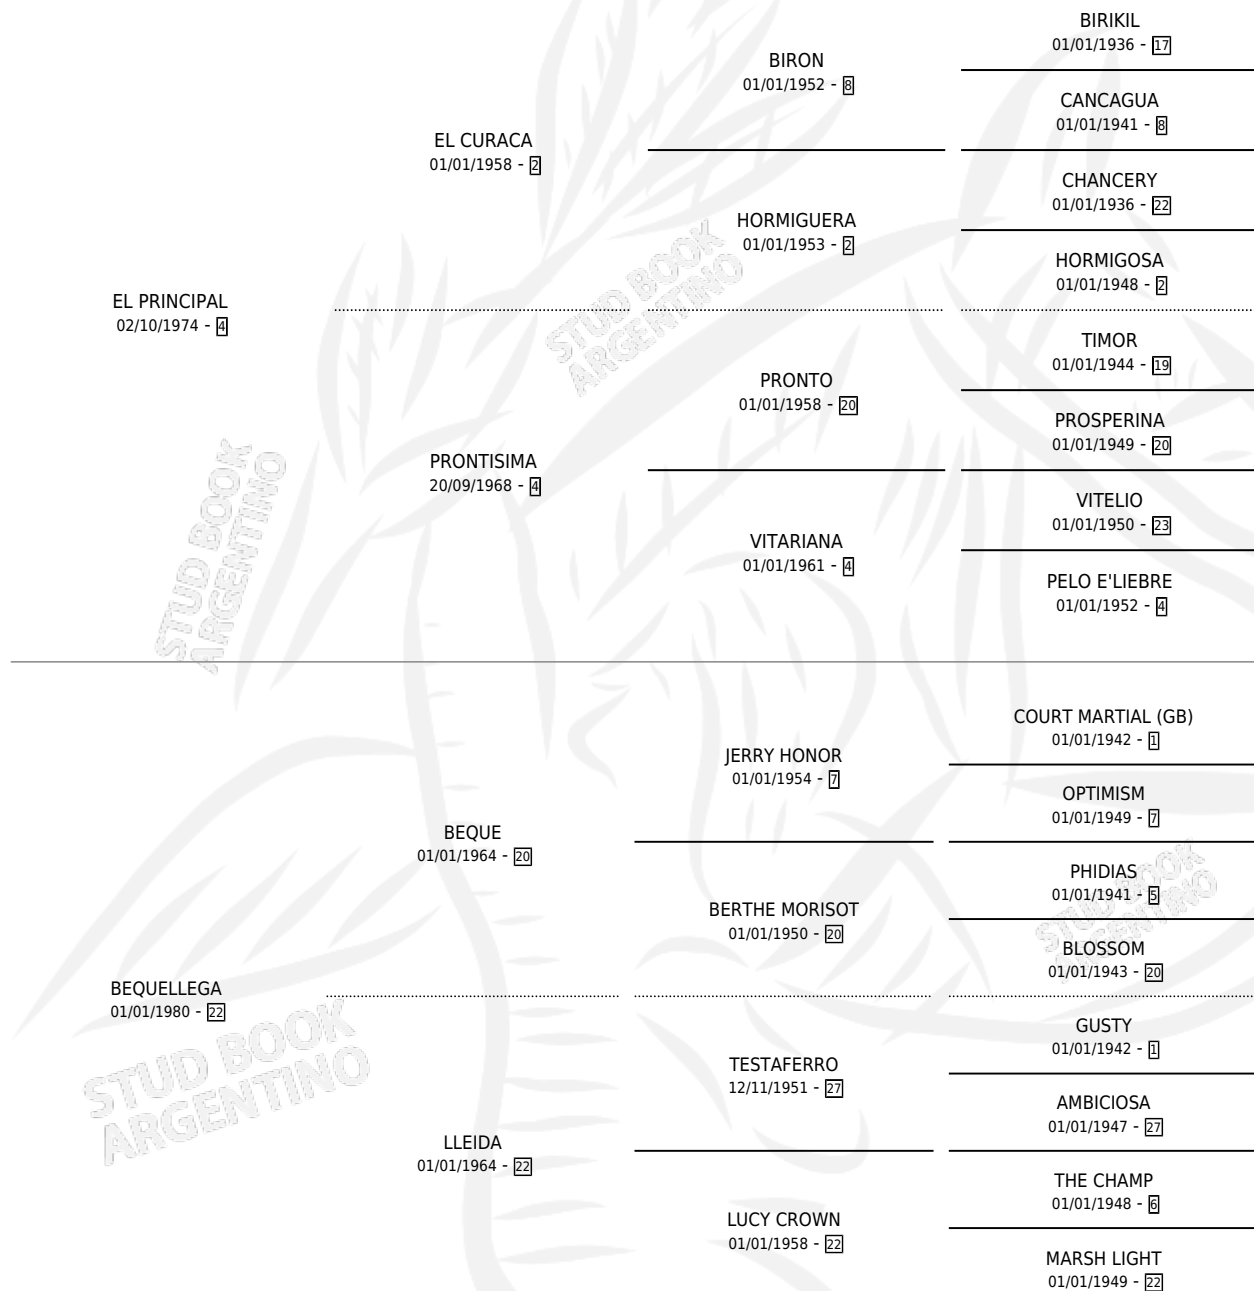 BIRIKIL
01/01/1936 - 17
BIRON
01/01/1952 - 8
CANCAGUA
01/01/1941 - 8
EL CURACA
01/01/1958 - 2
CHANCERY
01/01/1936 - 22
HORMIGUERA
01/01/1953 - 2
HORMIGOSA
01/01/1948 - 2
EL PRINCIPAL
02/10/1974 - 4
TIMOR
01/01/1944 - 19
PRONTO
01/01/1958 - 20
PROSPERINA
01/01/1949 - 20
PRONTISIMA
20/09/1968 - 4
VITELIO
01/01/1950 - 23
VITARIANA
01/01/1961 - 4
PELO E'LIEBRE
01/01/1952 - 4
COURT MARTIAL (GB)
01/01/1942 - 1
JERRY HONOR
01/01/1954 - 7
OPTIMISM
01/01/1949 - 7
BEQUE
01/01/1964 - 20
PHIDIAS
01/01/1941 - 5
BERTHE MORISOT
01/01/1950 - 20
BLOSSOM
01/01/1943 - 20
BEQUELLEGA
01/01/1980 - 22
GUSTY
01/01/1942 - 1
TESTAFERRO
12/11/1951 - 27
AMBICIOSA
01/01/1947 - 27
LLEIDA
01/01/1964 - 22
THE CHAMP
01/01/1948 - 6
LUCY CROWN
01/01/1958 - 22
MARSH LIGHT
01/01/1949 - 22
STUD BOOK
ARGENTINO
STUD BOOK
ARGENTINO
STUD BOOK
ARGENTINO
STUD BOOK
ARGENTINO